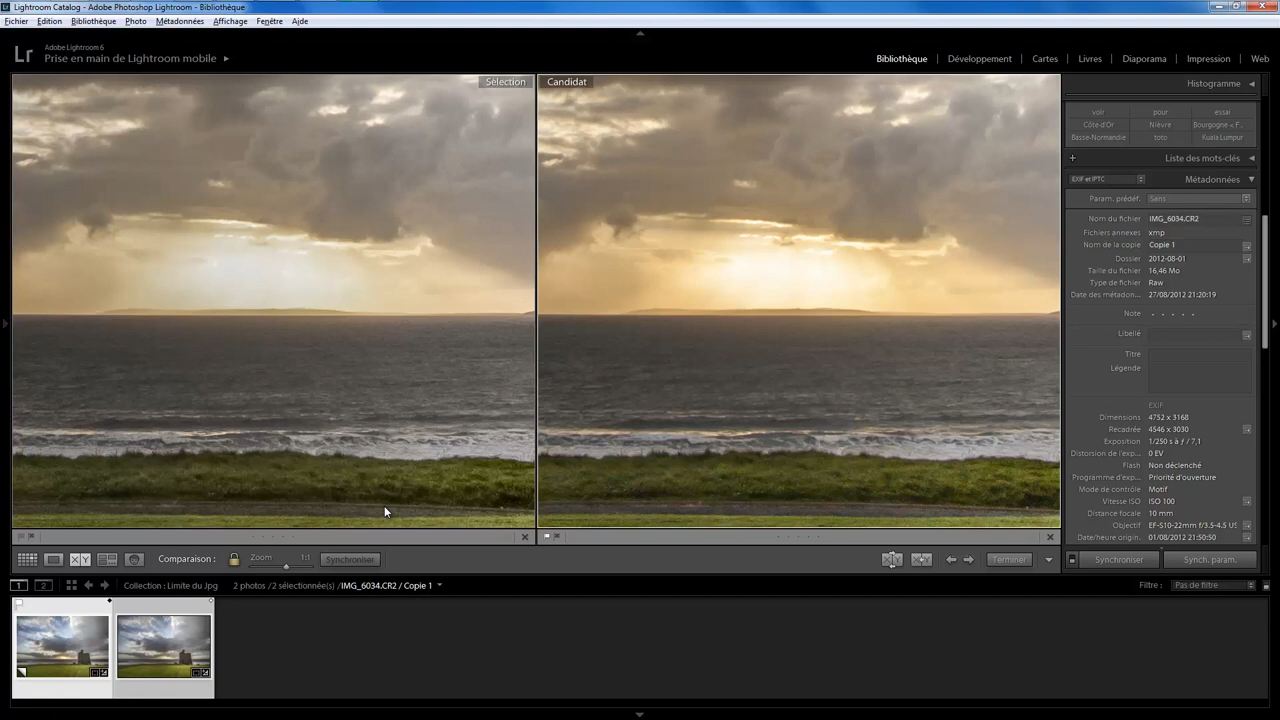 Lightroom Catalog - Adobe Photoshop Lightroom - Bibliothèque
Fichier Edition Bibliothèque Photo Métadonnées Affichage Fenêtre Aide
Lr
Adobe Lightroom 6
Prise en main de Lightroom mobile
Bibliothèque Développement Cartes Livres Diaporama Impression Web
Sélection
Candidat
Histogramme
voir pour essai
Côte-d'Or Nièvre Bourgogne < F...
Basse-Normandie toto Kuala Lumpur
Liste des mots-clés
EXIF et IPTC Métadonnées
Param. prédéf. Sans
Nom du fichier IMG_6034.CR2
Fichiers annexes xmp
Nom de la copie Copie 1
Dossier 2012-08-01
Taille du fichier 16,46 Mo
Type de fichier Raw
Date des métadon... 27/08/2012 21:20:19
Note
Libellé
Titre
Légende
EXIF
Dimensions 4752 x 3168
Recadrée 4546 x 3030
Exposition 1/250 s à ƒ / 7,1
Distorsion de l'exp... 0 EV
Flash Non déclenché
Programme d'exp... Priorité d'ouverture
Mode de contrôle Motif
Vitesse ISO ISO 100
Distance focale 10 mm
Objectif EF-S10-22mm f/3.5-4.5 US
Date/heure origin. 01/08/2012 21:50:50
X Y Comparaison : Zoom 1:1 Synchroniser
Terminer
Synchroniser Synch. param.
1 2 Collection : Limite du Jpg 2 photos /2 sélectionnée(s) /IMG_6034.CR2 / Copie 1
Filtre : Pas de filtre